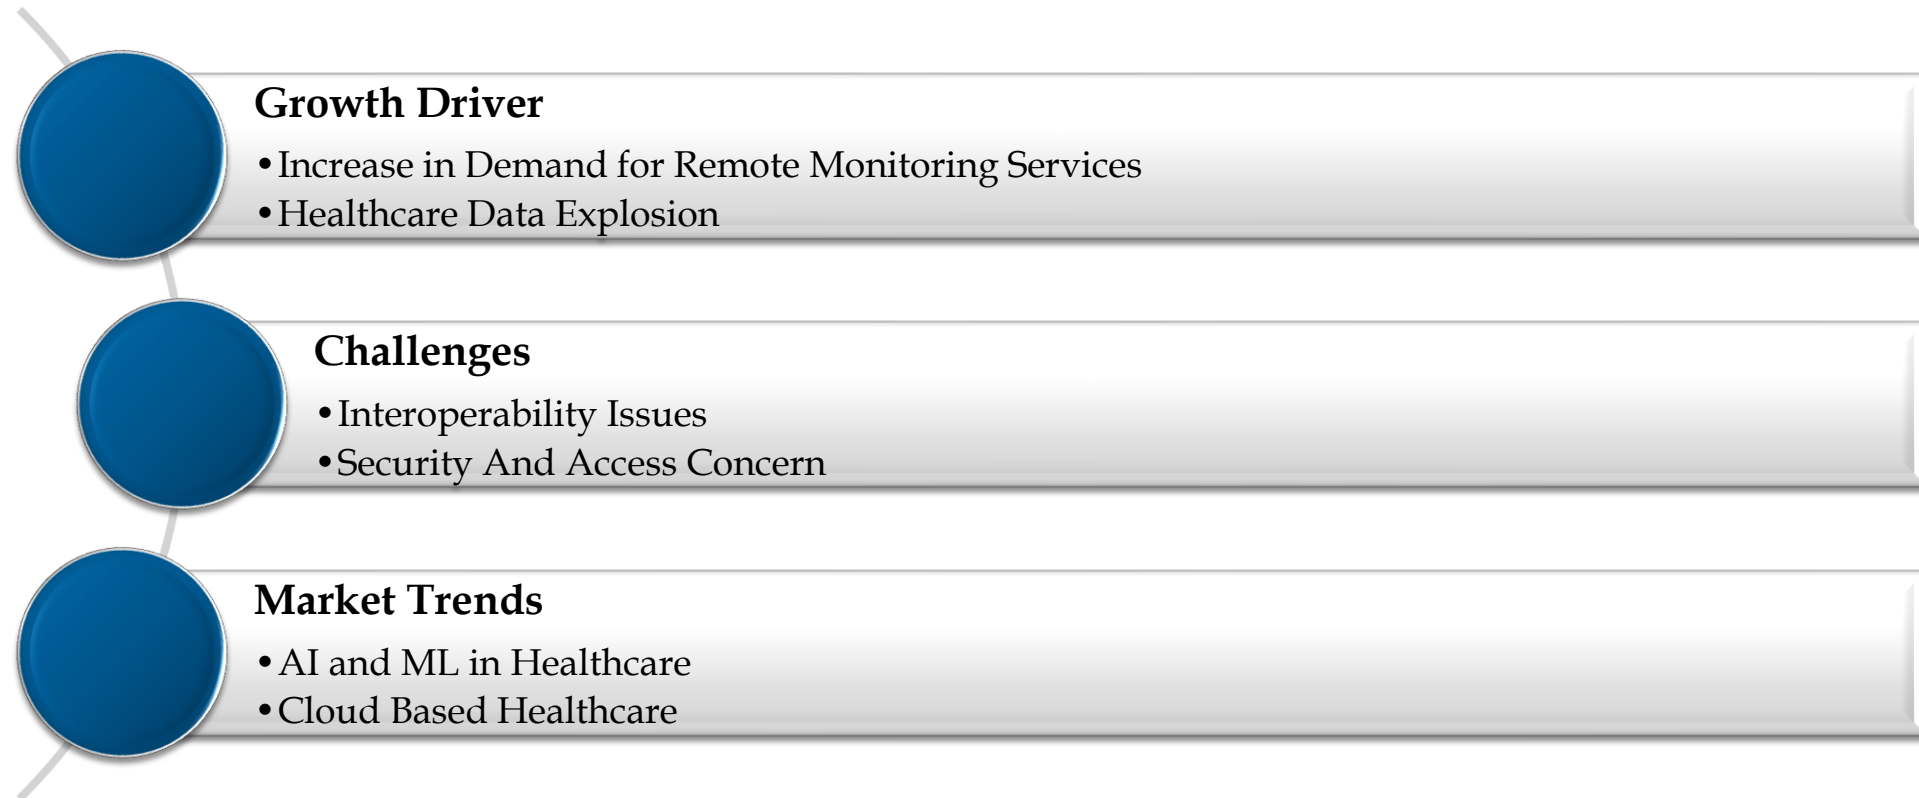 Growth Driver
•Increase in Demand for Remote Monitoring Services
•Healthcare Data Explosion
Challenges
•Interoperability Issues
•Security And Access Concern
Market Trends
•AI and ML in Healthcare
•Cloud Based Healthcare